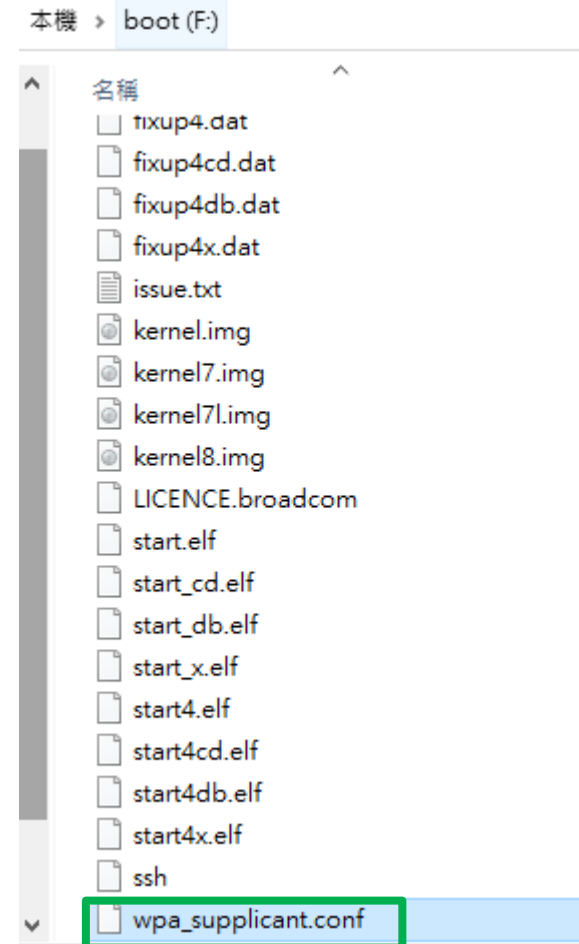 本機 > boot (F:)
名稱
fixup4.dat
fixup4cd.dat
fixup4db.dat
fixup4x.dat
issue.txt
kernel.img
kernel7.img
kernel7l.img
kernel8.img
LICENCE.broadcom
start.elf
start_cd.elf
start_db.elf
start_x.elf
start4.elf
start4cd.elf
start4db.elf
start4x.elf
ssh
wpa_supplicant.conf